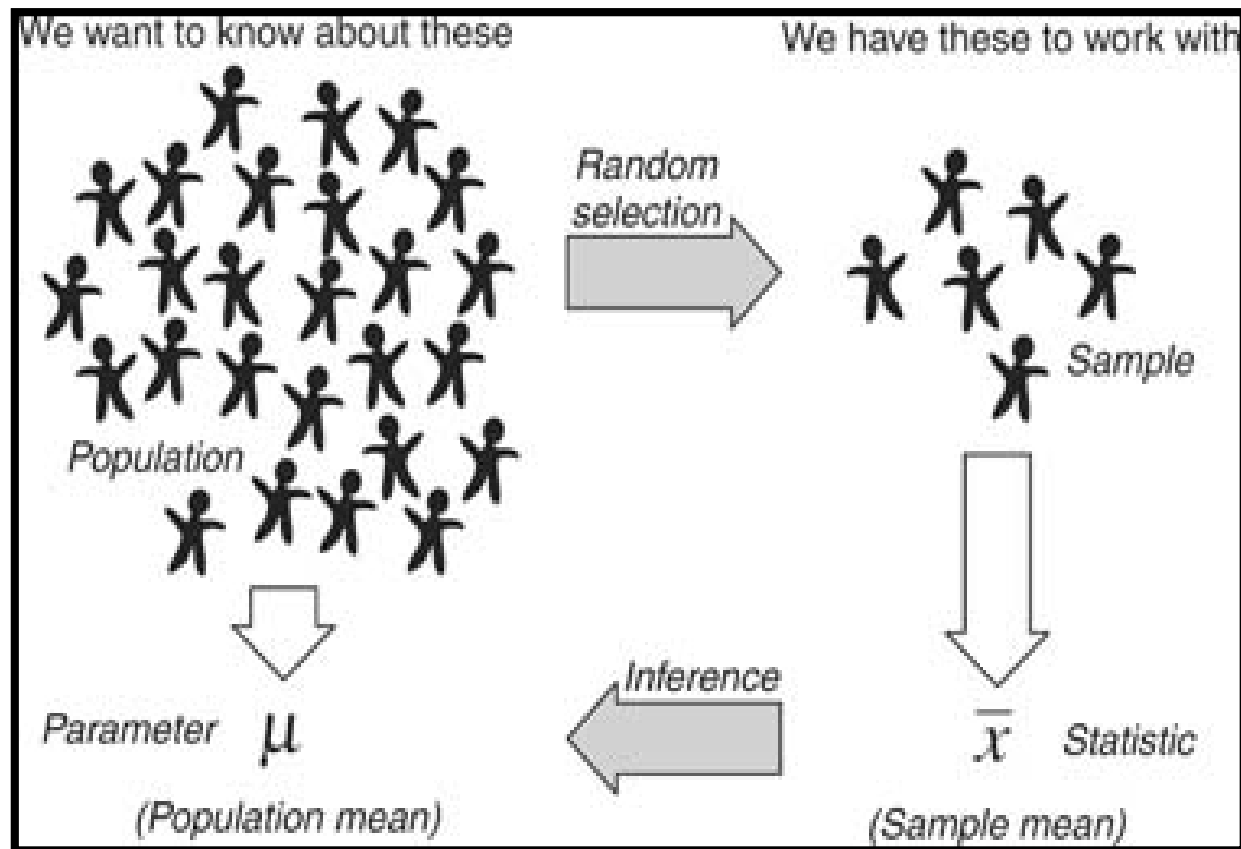 We want to know about these
We have these to work with
Random
selection
Sample
Population
Inference
Parameter μ
x̄ Statistic
(Population mean)
(Sample mean)